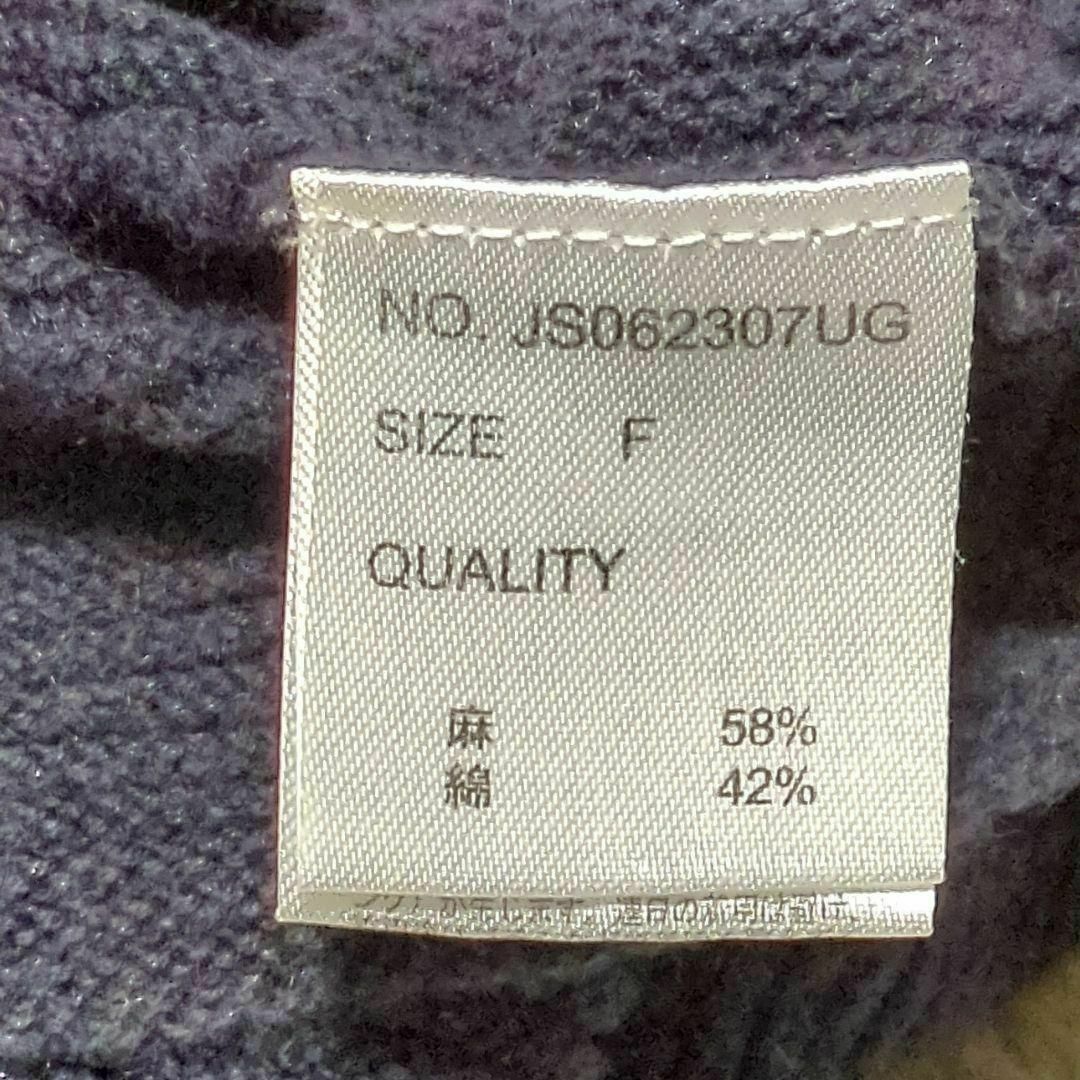 NO. JS062307UG
SIZE F
QUALITY
麻 58%
綿 42%